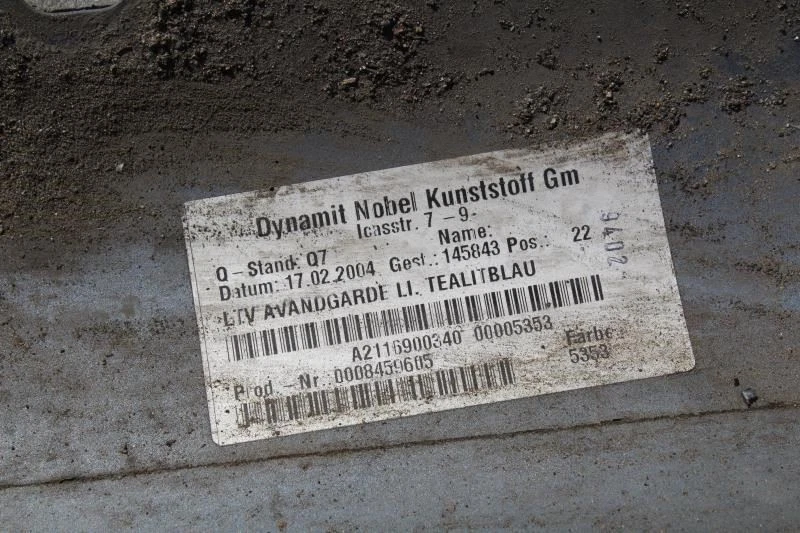 Dynamit Nobel Kunststoff Gm
Icasstr. 7-9-
Q-Stand: Q7 Name:
Datum: 17.02.2004 Gest.: 145843 Pos.: 22
LTV AVANDGARDE LI. TEALITBLAU
A2116900340 00005353
Farbe
Prod.-Nr. 0008459605 5353
9402